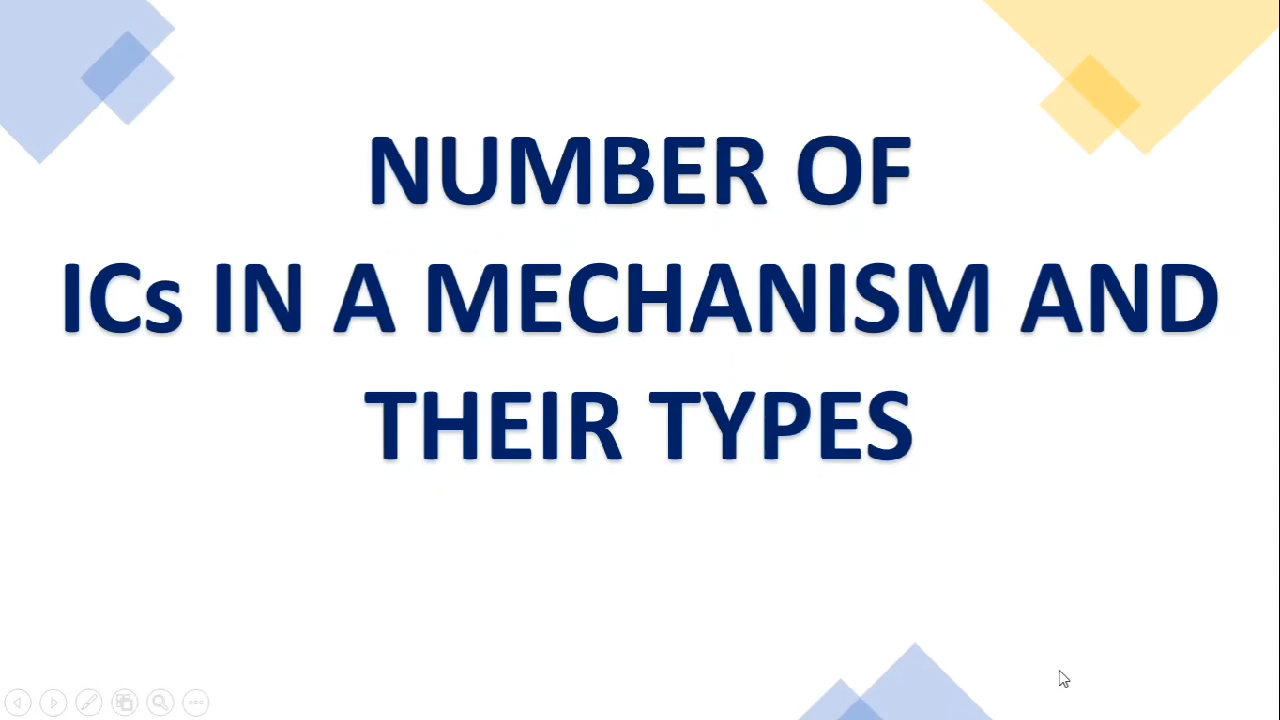 NUMBER OF
ICs IN A MECHANISM AND
THEIR TYPES